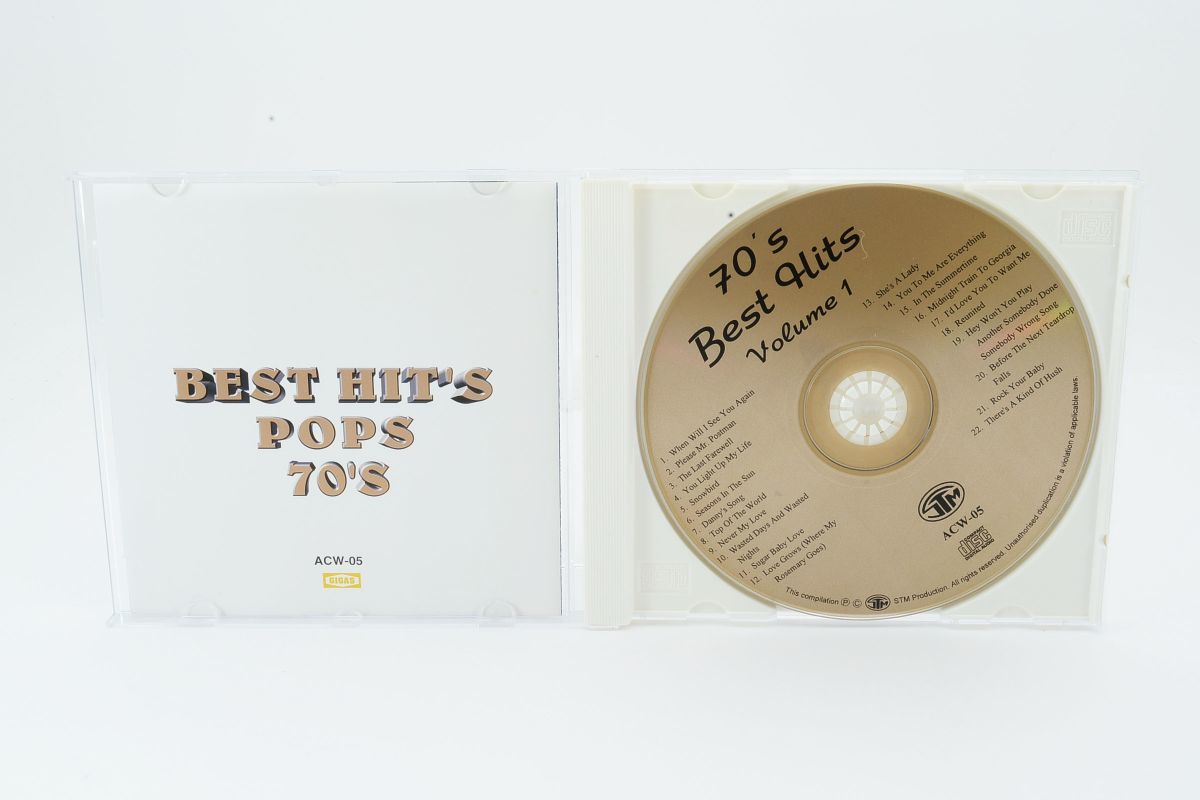 BEST HIT'S
POPS
70'S
ACW-05
GIGAS
70's
Best Hits
Volume 1
1. When Will I See You Again
2. Please Mr. Postman
3. The Last Farewell
4. You Light Up My Life
5. Snowbird
6. Seasons In The Sun
7. Danny's Song
8. Top Of The World
9. Never My Love
10. Wasted Days And Wasted
Nights
11. Sugar Baby Love
12. Love Grows (Where My
Rosemary Goes)
13. She's A Lady
14. You To Me Are Everything
15. In The Summertime
16. Midnught Train To Georgia
17. I'd Love You To Want Me
18. Reunited
19. Hey Won't You Play
Another Somebody Done
Somebody Wrong Song
20. Before The Next Teardrop
Falls
21. Rock Your Baby
22. There's A Kind Of Hush
STM
ACW-05
COMPACT
disc
DIGITAL AUDIO
This compilation Ⓟ © STM STM Production. All rights reserved. Unauthorised duplication is a violation of applicable laws.
disc